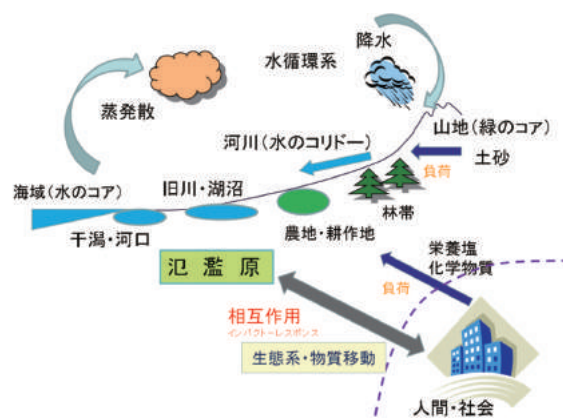 降水
水循環系
蒸発散
山地（緑のコア）
河川（水のコリドー）
土砂
負荷
海域（水のコア）
旧川・湖沼
林帯
干潟・河口
農地・耕作地
栄養塩
化学物質
氾濫原
負荷
相互作用
インパクトーレスポンス
生態系・物質移動
人間・社会